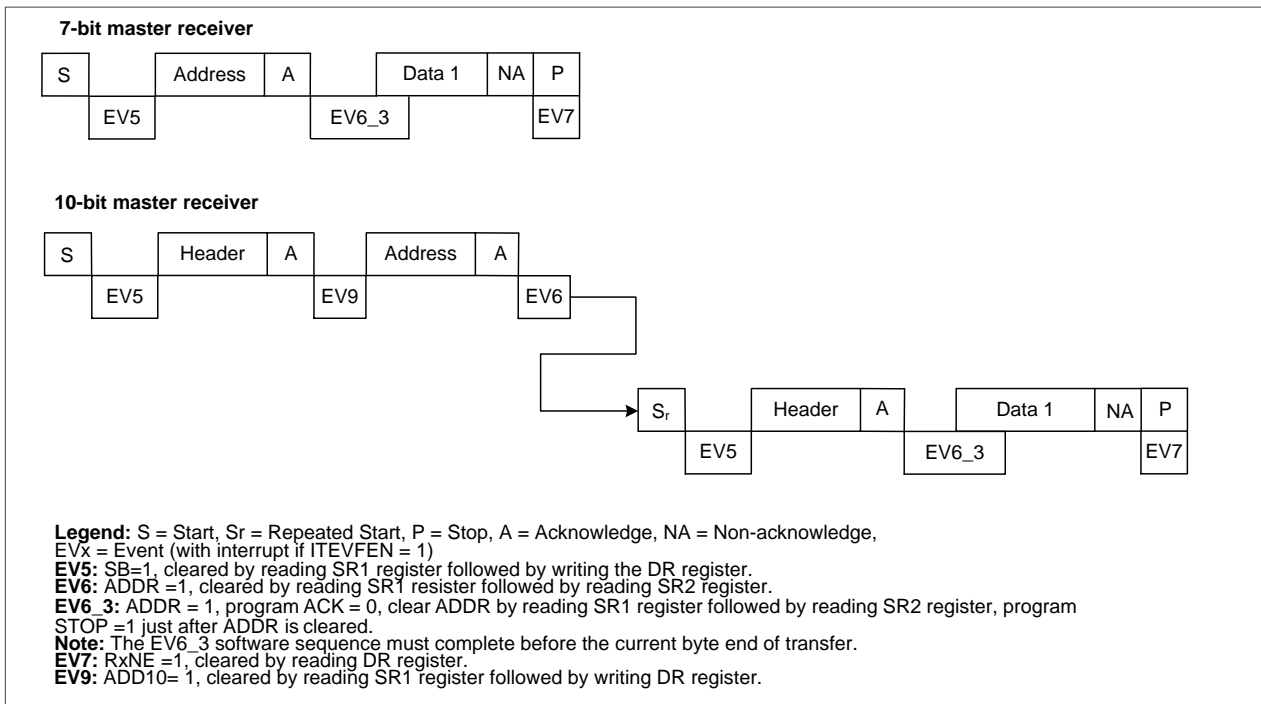 7-bit master receiver
S Address A Data 1 NA P
EV5 EV6_3 EV7
10-bit master receiver
S Header A Address A
EV5 EV9 EV6
Sr Header A Data 1 NA P
EV5 EV6_3 EV7
Legend: S = Start, Sr = Repeated Start, P = Stop, A = Acknowledge, NA = Non-acknowledge,
EVx = Event (with interrupt if ITEVFEN = 1)
EV5: SB=1, cleared by reading SR1 register followed by writing the DR register.
EV6: ADDR =1, cleared by reading SR1 resister followed by reading SR2 register.
EV6_3: ADDR = 1, program ACK = 0, clear ADDR by reading SR1 register followed by reading SR2 register, program
STOP =1 just after ADDR is cleared.
Note: The EV6_3 software sequence must complete before the current byte end of transfer.
EV7: RxNE =1, cleared by reading DR register.
EV9: ADD10= 1, cleared by reading SR1 register followed by writing DR register.